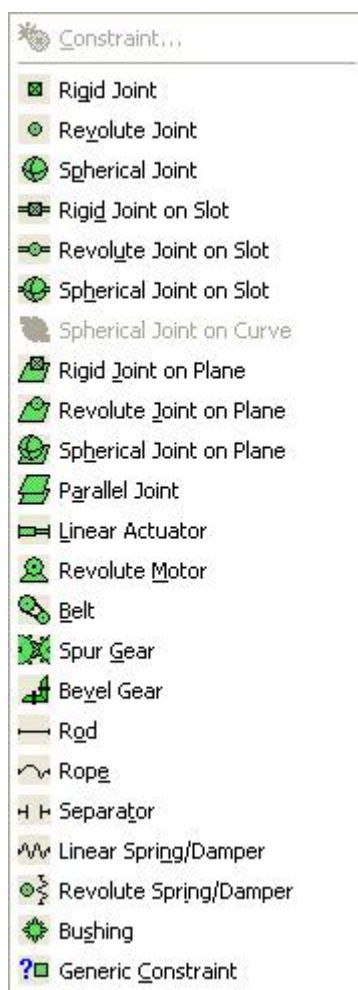 Constraint...
Rigid Joint
Revolute Joint
Spherical Joint
Rigid Joint on Slot
Revolute Joint on Slot
Spherical Joint on Slot
Spherical Joint on Curve
Rigid Joint on Plane
Revolute Joint on Plane
Spherical Joint on Plane
Parallel Joint
Linear Actuator
Revolute Motor
Belt
Spur Gear
Bevel Gear
Rod
Rope
Separator
Linear Spring/Damper
Revolute Spring/Damper
Bushing
Generic Constraint